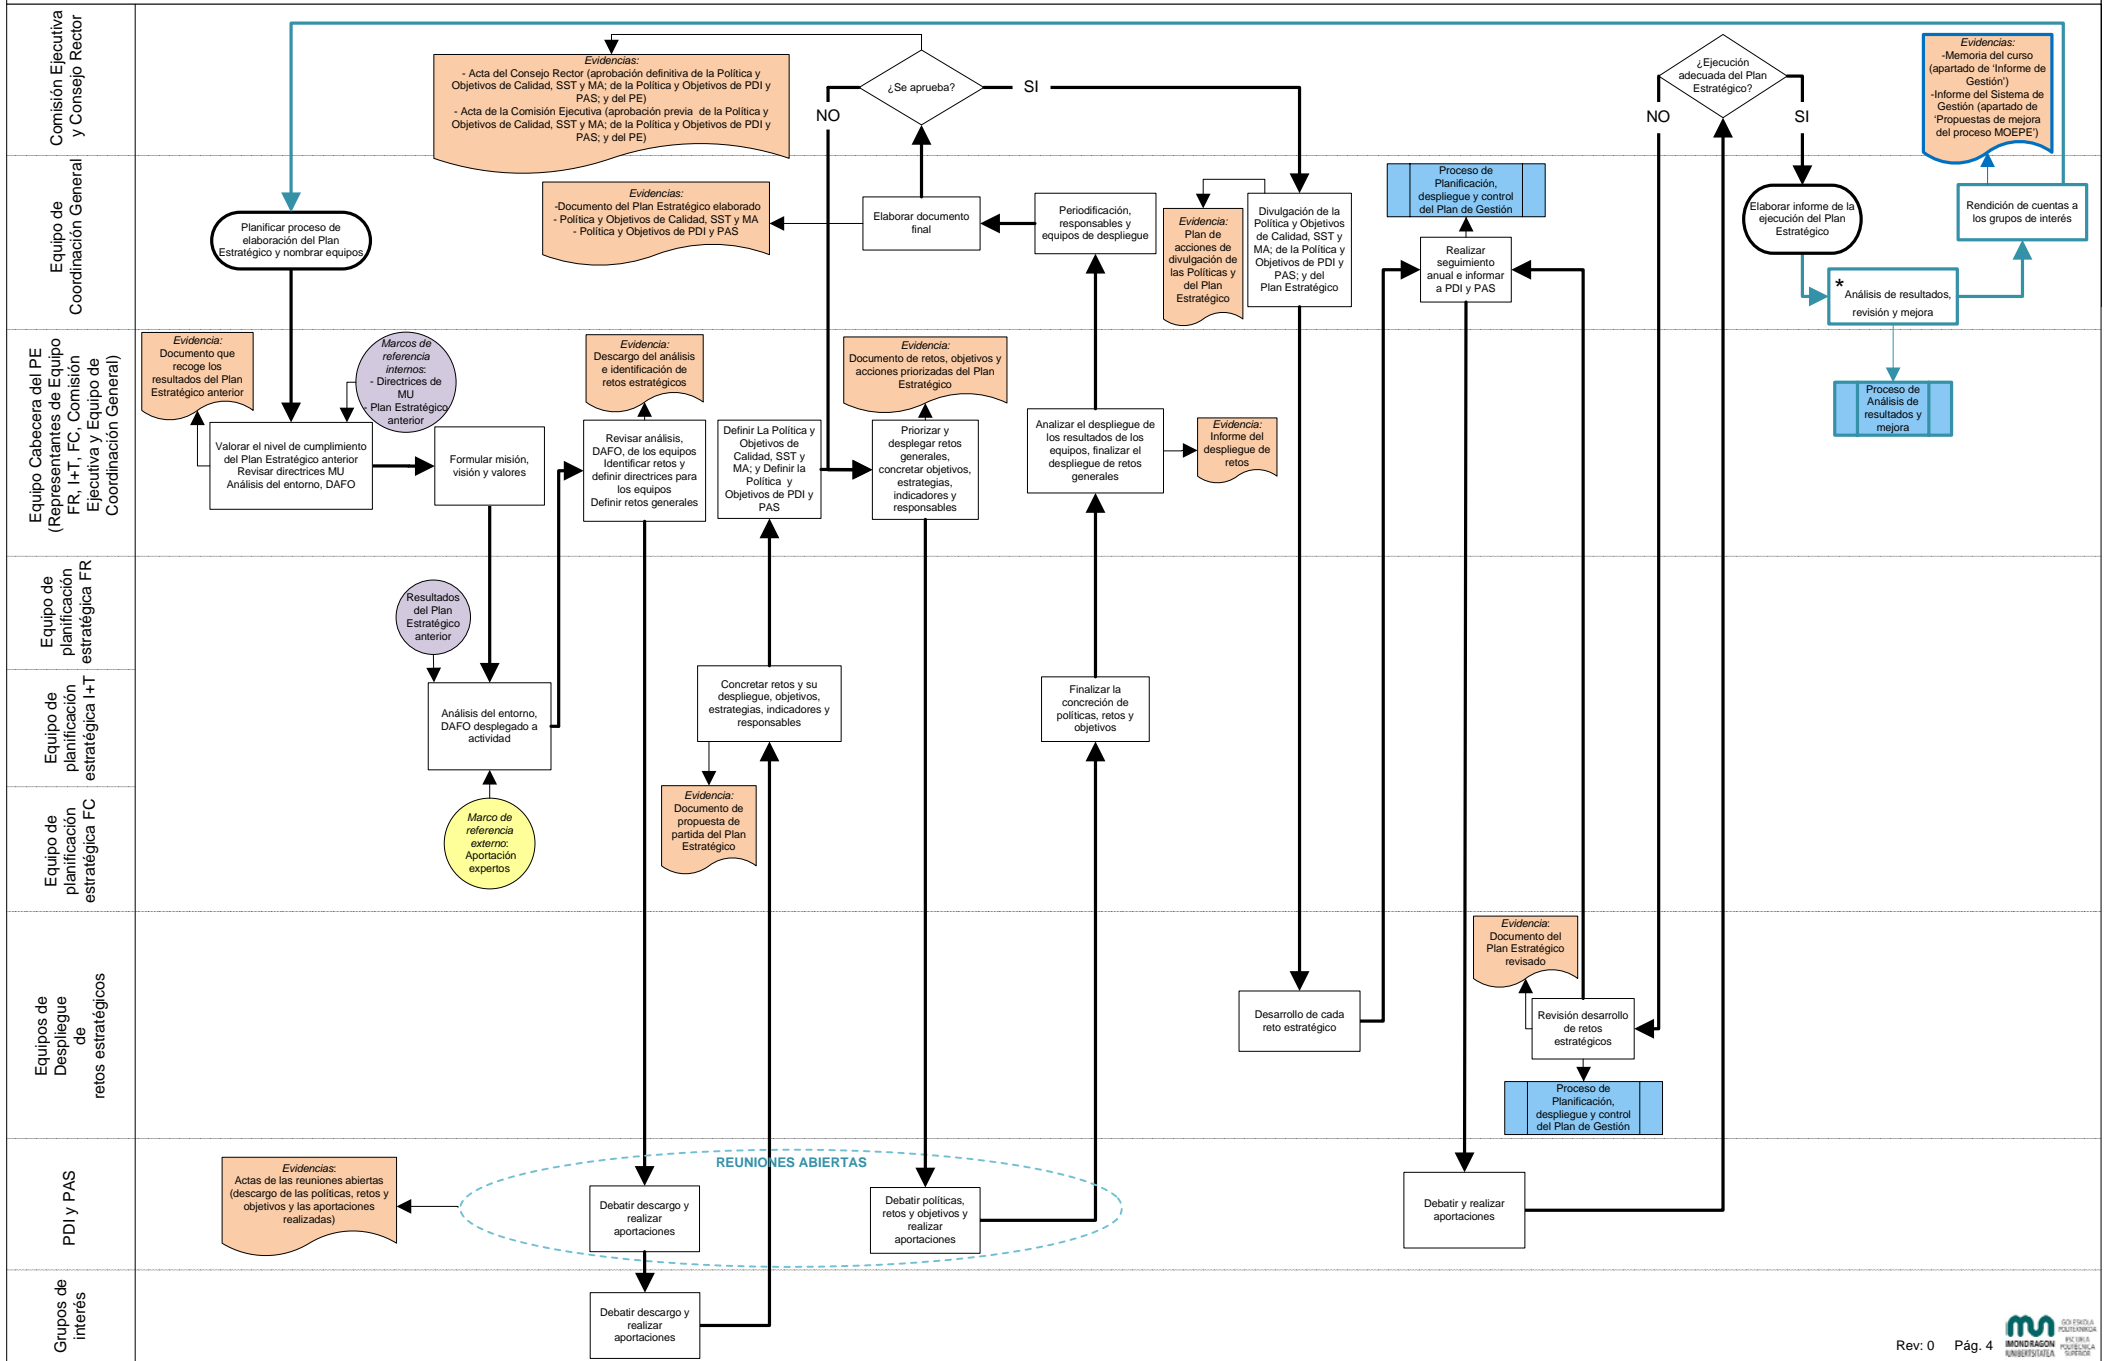 Comisión Ejecutiva
y Consejo Rector
Evidencias:
- Acta del Consejo Rector (aprobación definitiva de la Política y
Objetivos de Calidad, SST y MA; de la Política y Objetivos de PDI y
PAS; y del PE)
- Acta de la Comisión Ejecutiva (aprobación previa de la Política y
Objetivos de Calidad, SST y MA; de la Política y Objetivos de PDI y
PAS; y del PE)
¿Se aprueba?
SI
NO
¿Ejecución
adecuada del Plan
Estratégico?
NO
SI
Evidencias:
-Memoria del curso
(apartado de 'Informe de
Gestión')
-Informe del Sistema de
Gestión (apartado de
'Propuestas de mejora
del proceso MOEPE')
Equipo de
Coordinación General
Planificar proceso de
elaboración del Plan
Estratégico y nombrar equipos
Evidencias:
-Documento del Plan Estratégico elaborado
- Política y Objetivos de Calidad, SST y MA
- Política y Objetivos de PDI y PAS
Elaborar documento
final
Periodificación,
responsables y
equipos de despliegue
Evidencia:
Plan de
acciones de
divulgación de
las Políticas y
del Plan
Estratégico
Divulgación de la
Política y Objetivos
de Calidad, SST y
MA; de la Política y
Objetivos de PDI y
PAS; y del
Plan Estratégico
Proceso de
Planificación,
despliegue y control
del Plan de Gestión
Realizar
seguimiento
anual e informar
a PDI y PAS
Elaborar informe de la
ejecución del Plan
Estratégico
Rendición de cuentas a
los grupos de interés
*
Análisis de resultados,
revisión y mejora
Equipo Cabecera del PE
(Representantes de Equipo
FR, I+T, FC, Comisión
Ejecutiva y Equipo de
Coordinación General)
Evidencia:
Documento que
recoge los
resultados del Plan
Estratégico anterior
Marcos de
referencia
internos:
- Directrices de
MU
- Plan Estratégico
anterior
Valorar el nivel de cumplimiento
del Plan Estratégico anterior
Revisar directrices MU
Análisis del entorno, DAFO
Formular misión,
visión y valores
Evidencia:
Descargo del análisis
e identificación de
retos estratégicos
Revisar análisis,
DAFO, de los equipos
Identificar retos y
definir directrices para
los equipos
Definir retos generales
Definir La Política y
Objetivos de
Calidad, SST y
MA; y Definir la
Política y
Objetivos de PDI y
PAS
Evidencia:
Documento de retos, objetivos y
acciones priorizadas del Plan
Estratégico
Priorizar y
desplegar retos
generales,
concretar objetivos,
estrategias,
indicadores y
responsables
Analizar el despliegue de
los resultados de los
equipos, finalizar el
despliegue de retos
generales
Evidencia:
Informe del
despliegue de
retos
Proceso de
Análisis de
resultados y
mejora
Equipo de
planificación
estratégica FR
Resultados
del Plan
Estratégico
anterior
Equipo de
planificación
estratégica I+T
Análisis del entorno,
DAFO desplegado a
actividad
Concretar retos y su
despliegue, objetivos,
estrategias, indicadores y
responsables
Finalizar la
concreción de
políticas, retos y
objetivos
Equipo de
planificación
estratégica FC
Marco de
referencia
externo:
Aportación
expertos
Evidencia:
Documento de
propuesta de
partida del Plan
Estratégico
Equipos de
Despliegue
de
retos estratégicos
Desarrollo de cada
reto estratégico
Evidencia:
Documento del
Plan Estratégico
revisado
Revisión desarrollo
de retos
estratégicos
Proceso de
Planificación,
despliegue y control
del Plan de Gestión
PDI y PAS
Evidencias:
Actas de las reuniones abiertas
(descargo de las políticas, retos y
objetivos y las aportaciones
realizadas)
REUNIONES ABIERTAS
Debatir descargo y
realizar
aportaciones
Debatir políticas,
retos y objetivos y
realizar
aportaciones
Debatir y realizar
aportaciones
Grupos de
interés
Debatir descargo y
realizar
aportaciones
Rev: 0 Pág. 4
MONDRAGON
UNIBERTSITATEA
GOI ESKOLA
POLITEKNIKOA
ESCUELA
POLITÉCNICA
SUPERIOR